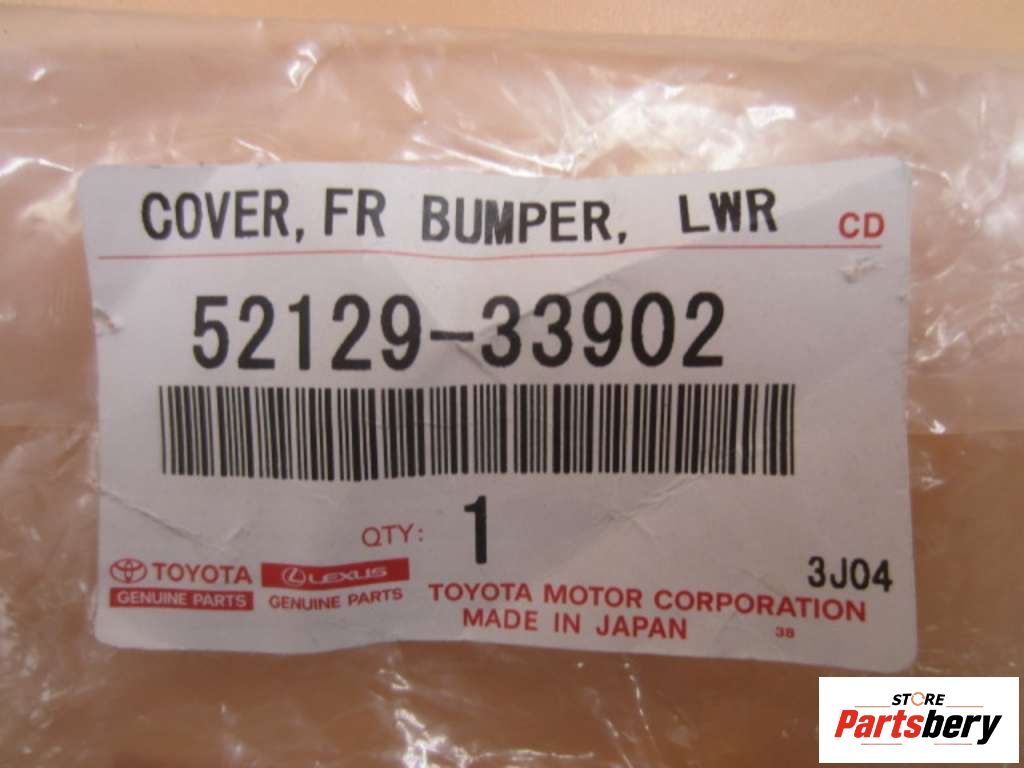 COVER, FR BUMPER, LWR CD
52129-33902
QTY: 1
3J04
TOYOTA LEXUS
GENUINE PARTS GENUINE PARTS
TOYOTA MOTOR CORPORATION
MADE IN JAPAN 38
STORE
Partsbery